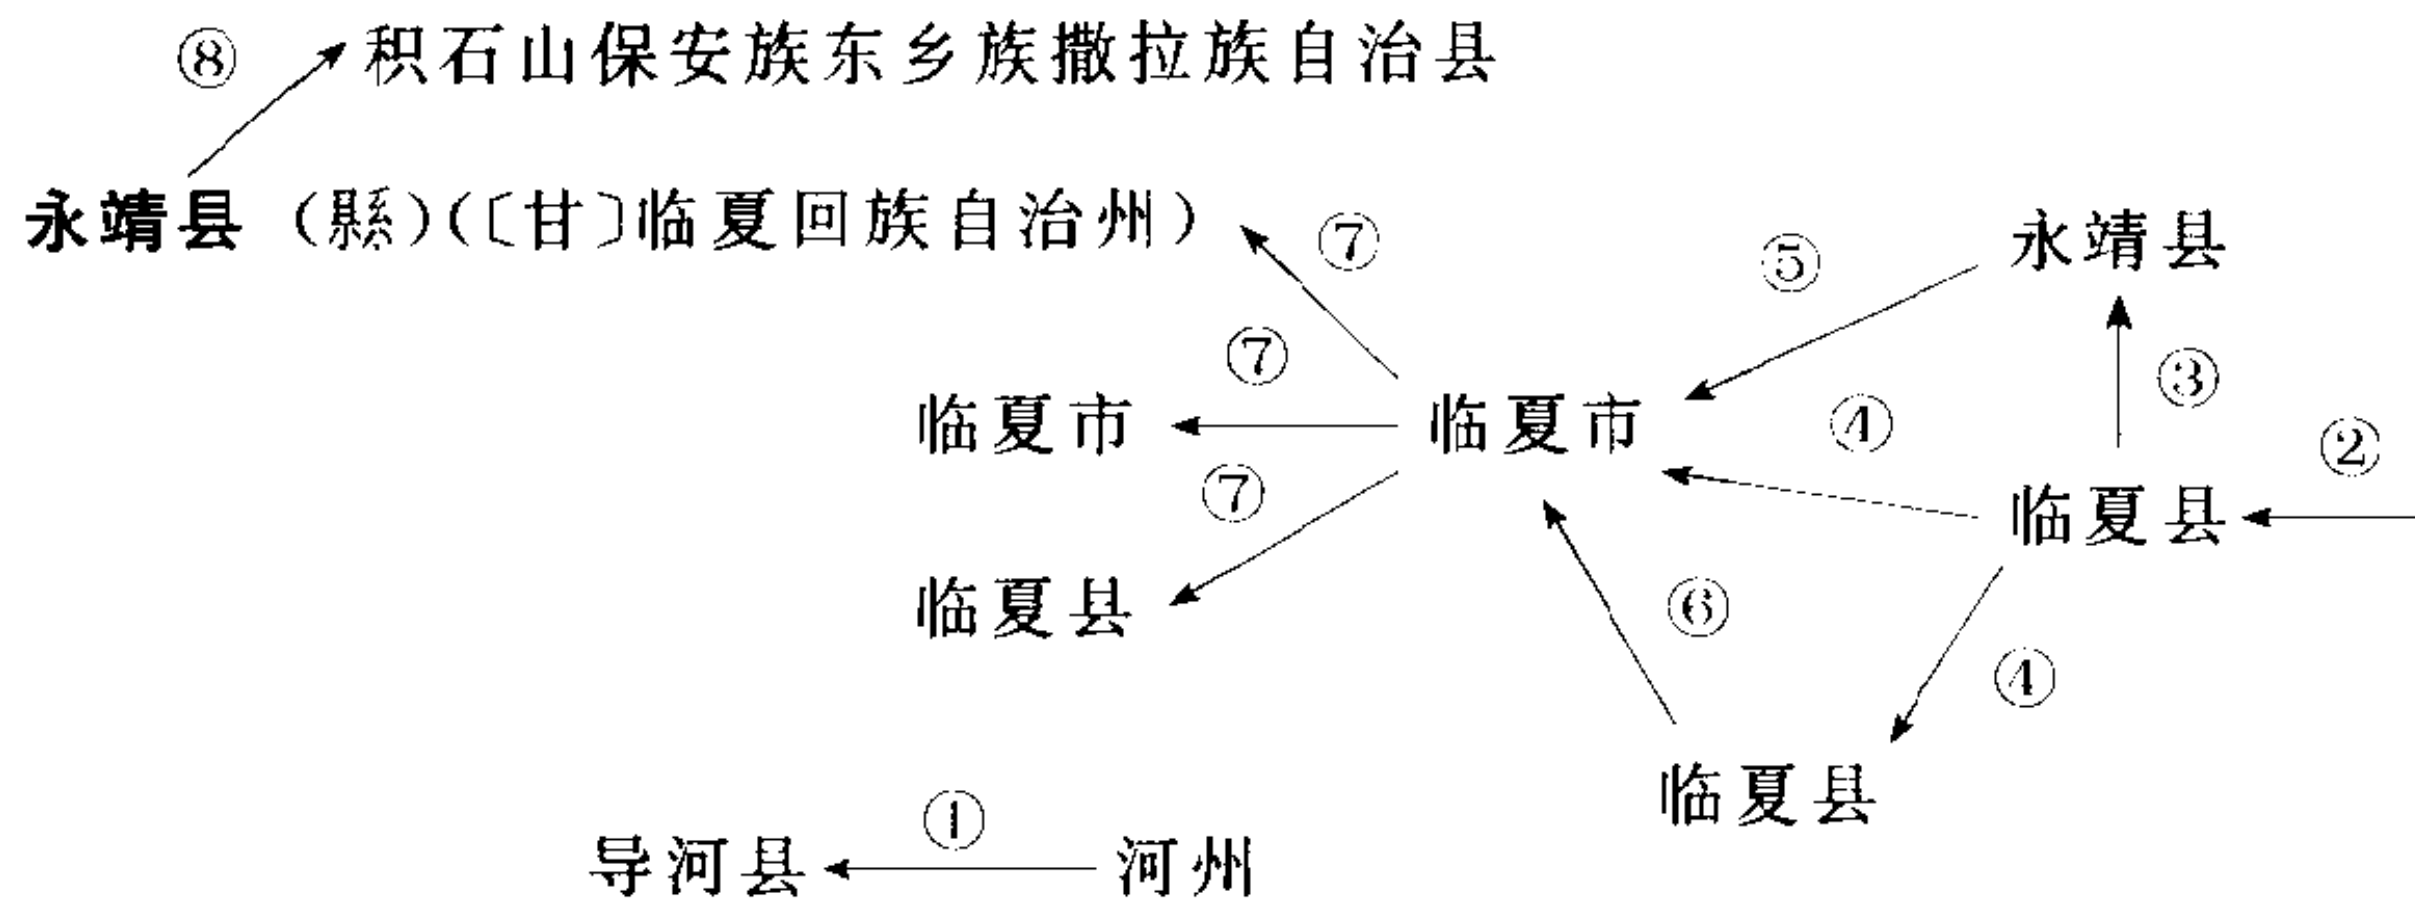 ⑧ 积石山保安族东乡族撒拉族自治县
永靖县（縣）（〔甘〕临夏回族自治州）
⑦
⑤
永靖县
⑦
③
临夏市
临夏市
④
②
⑦
临夏县
临夏县
⑥
④
临夏县
①
导河县
河州